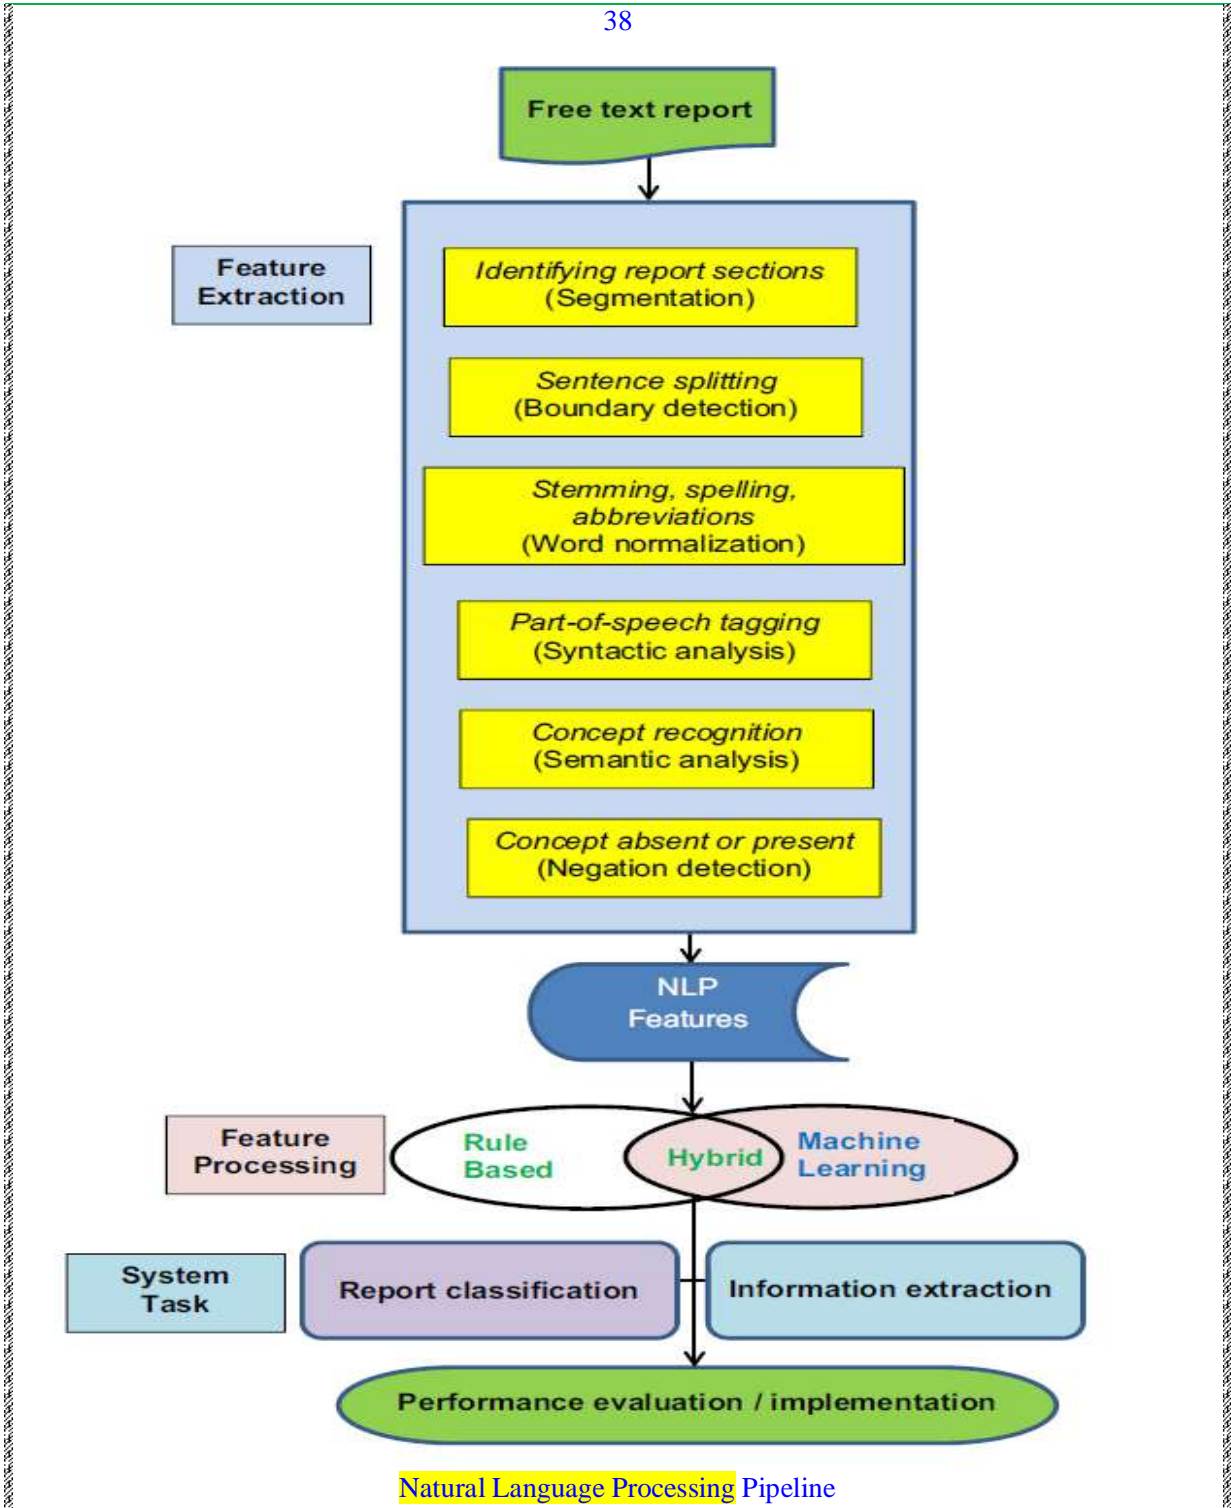 38
Free text report
Feature
Extraction
Identifying report sections
(Segmentation)
Sentence splitting
(Boundary detection)
Stemming, spelling,
abbreviations
(Word normalization)
Part-of-speech tagging
(Syntactic analysis)
Concept recognition
(Semantic analysis)
Concept absent or present
(Negation detection)
NLP
Features
Feature
Processing
Rule
Based
Hybrid
Machine
Learning
System
Task
Report classification
Information extraction
Performance evaluation / implementation
Natural Language Processing Pipeline